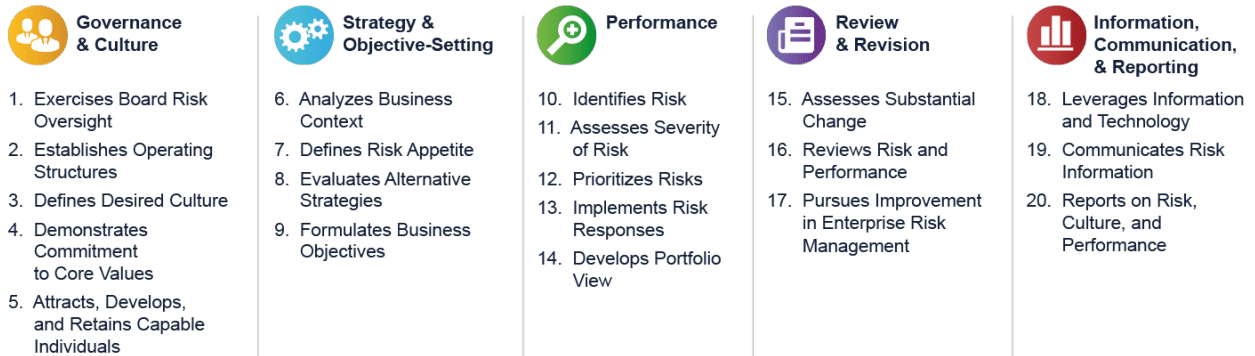 Governance
& Culture
1. Exercises Board Risk
Oversight
2. Establishes Operating
Structures
3. Defines Desired Culture
4. Demonstrates
Commitment
to Core Values
5. Attracts, Develops,
and Retains Capable
Individuals
Strategy &
Objective-Setting
6. Analyzes Business
Context
7. Defines Risk Appetite
8. Evaluates Alternative
Strategies
9. Formulates Business
Objectives
Performance
10. Identifies Risk
11. Assesses Severity
of Risk
12. Prioritizes Risks
13. Implements Risk
Responses
14. Develops Portfolio
View
Review
& Revision
15. Assesses Substantial
Change
16. Reviews Risk and
Performance
17. Pursues Improvement
in Enterprise Risk
Management
Information,
Communication,
& Reporting
18. Leverages Information
and Technology
19. Communicates Risk
Information
20. Reports on Risk,
Culture, and
Performance